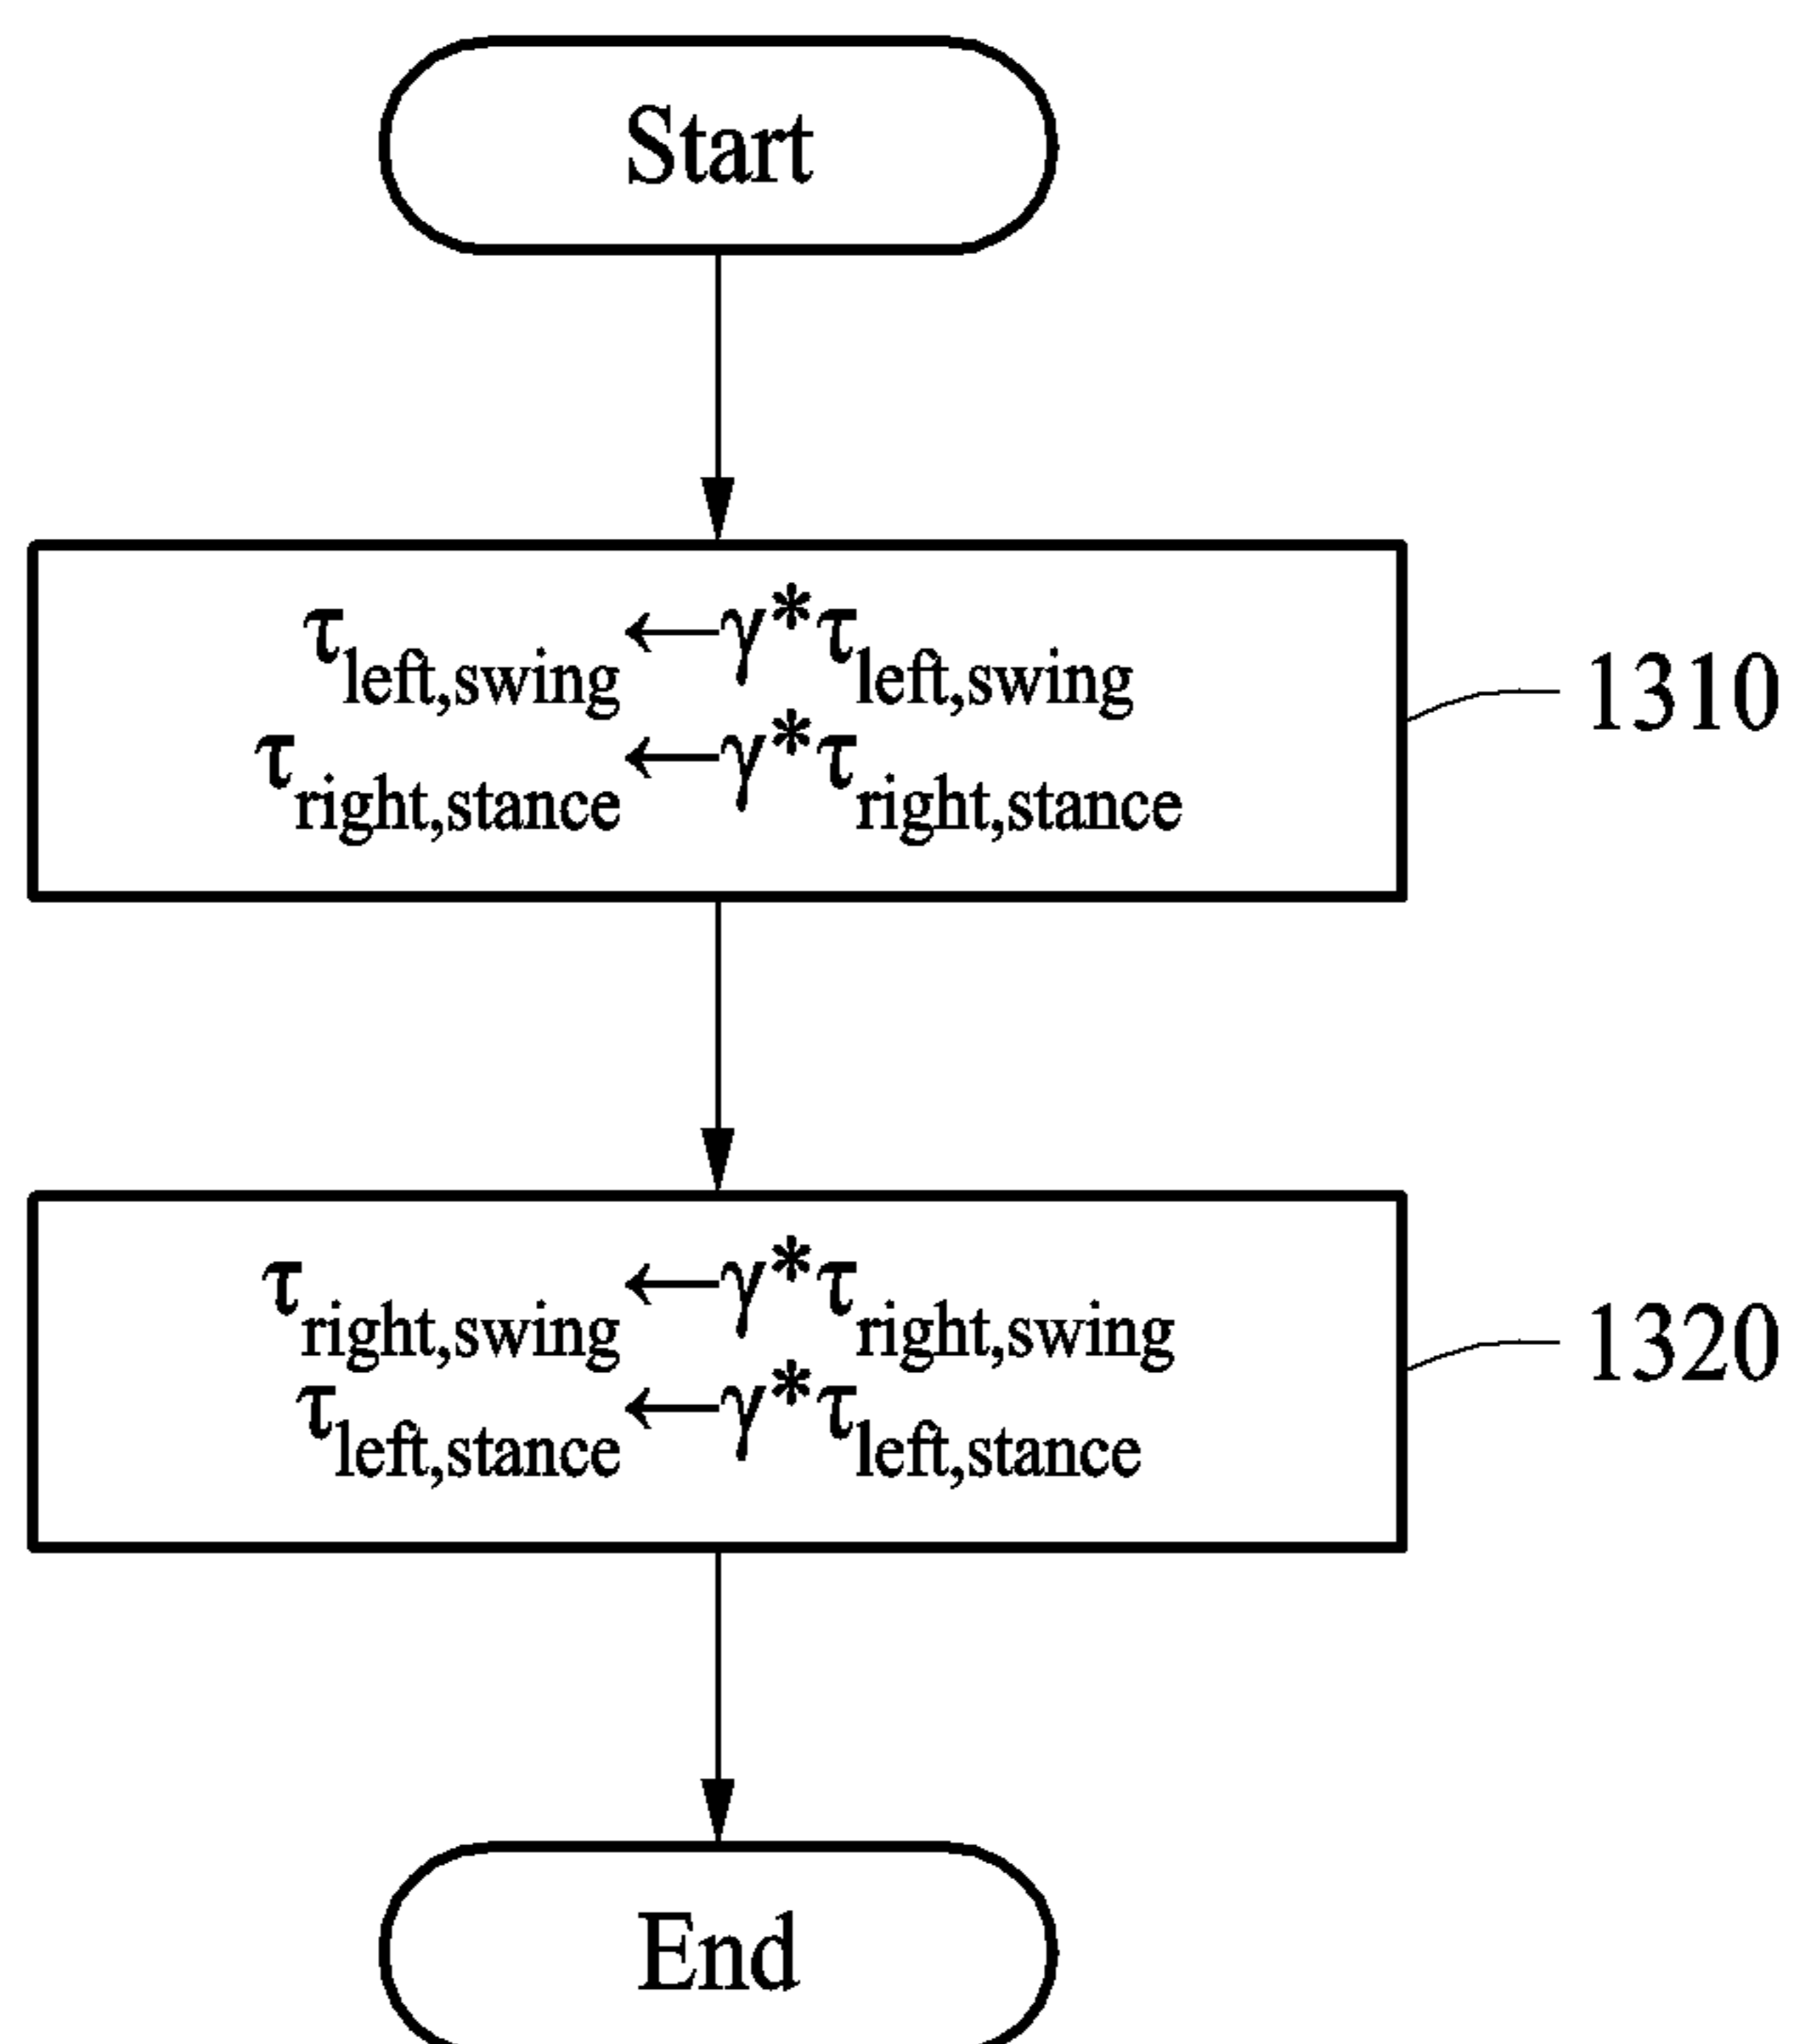 Start
τleft,swing←γ*τleft,swing
τright,stance←γ*τright,stance
1310
τright,swing←γ*τright,swing
τleft,stance←γ*τleft,stance
1320
End